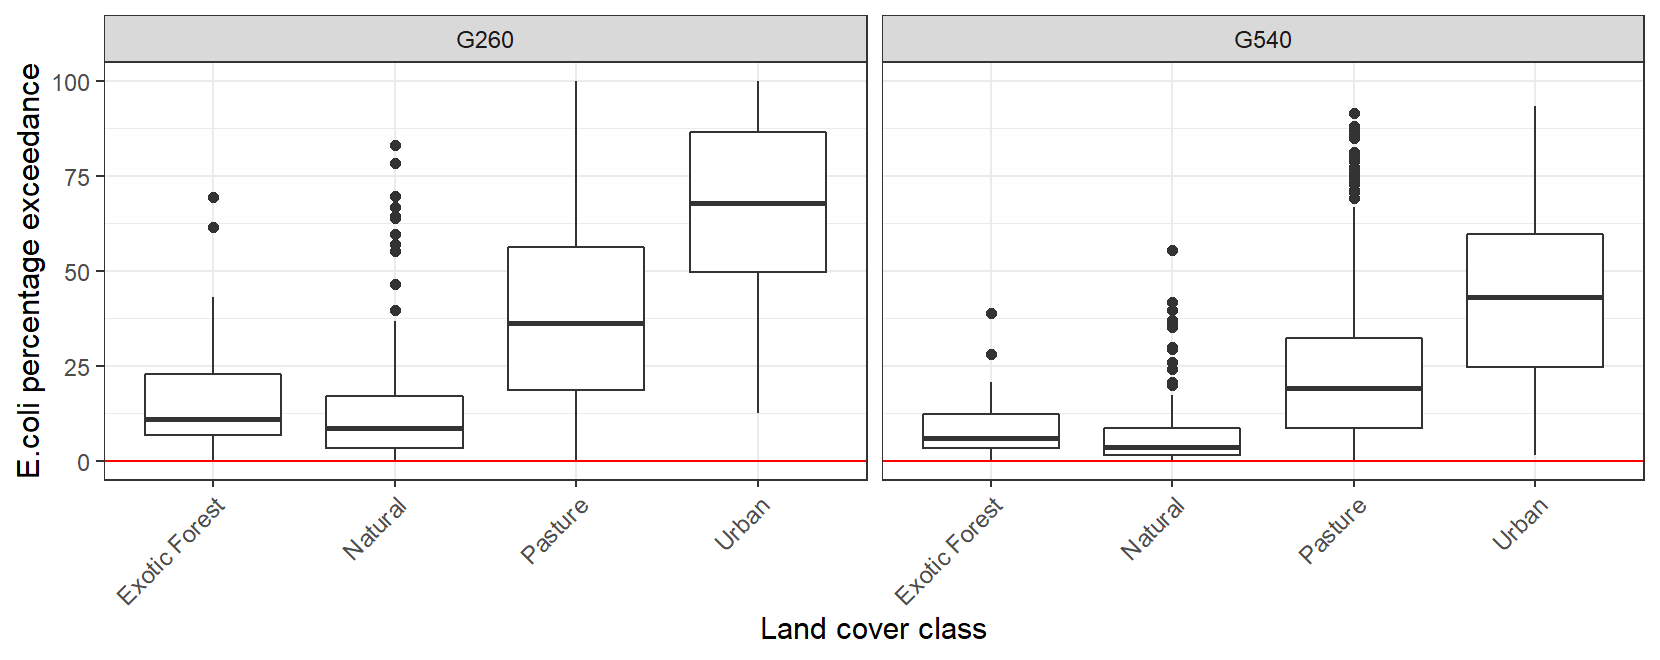 G260
G540
E.coli percentage exceedance
100
75
50
25
0
Exotic Forest
Natural
Pasture
Urban
Exotic Forest
Natural
Pasture
Urban
Land cover class